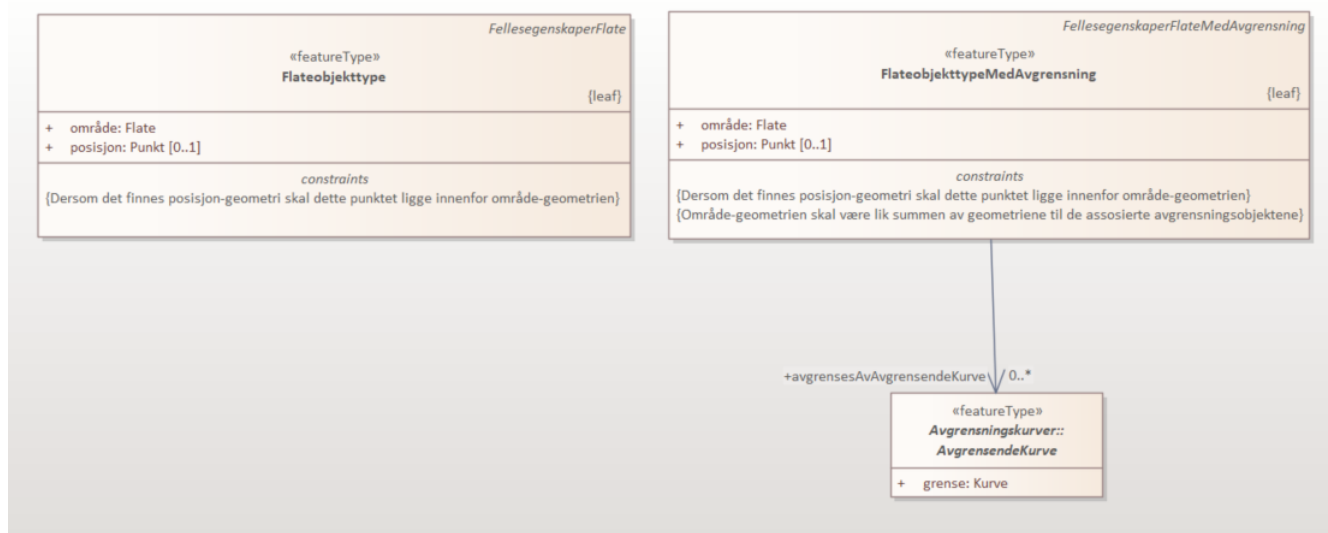 FellesegenskaperFlate
«featureType»
Flateobjekttype
{leaf}
+ område: Flate
+ posisjon: Punkt [0..1]
constraints
{Dersom det finnes posisjon-geometri skal dette punktet ligge innenfor område-geometrien}
FellesegenskaperFlateMedAvgrensning
«featureType»
FlateobjekttypeMedAvgrensning
{leaf}
+ område: Flate
+ posisjon: Punkt [0..1]
constraints
{Dersom det finnes posisjon-geometri skal dette punktet ligge innenfor område-geometrien}
{Område-geometrien skal være lik summen av geometriene til de assosierte avgrensningsobjektene}
+avgrensesAvAvgrensendeKurve 0..*
«featureType»
Avgrensningskurver::
AvgrensendeKurve
+ grense: Kurve